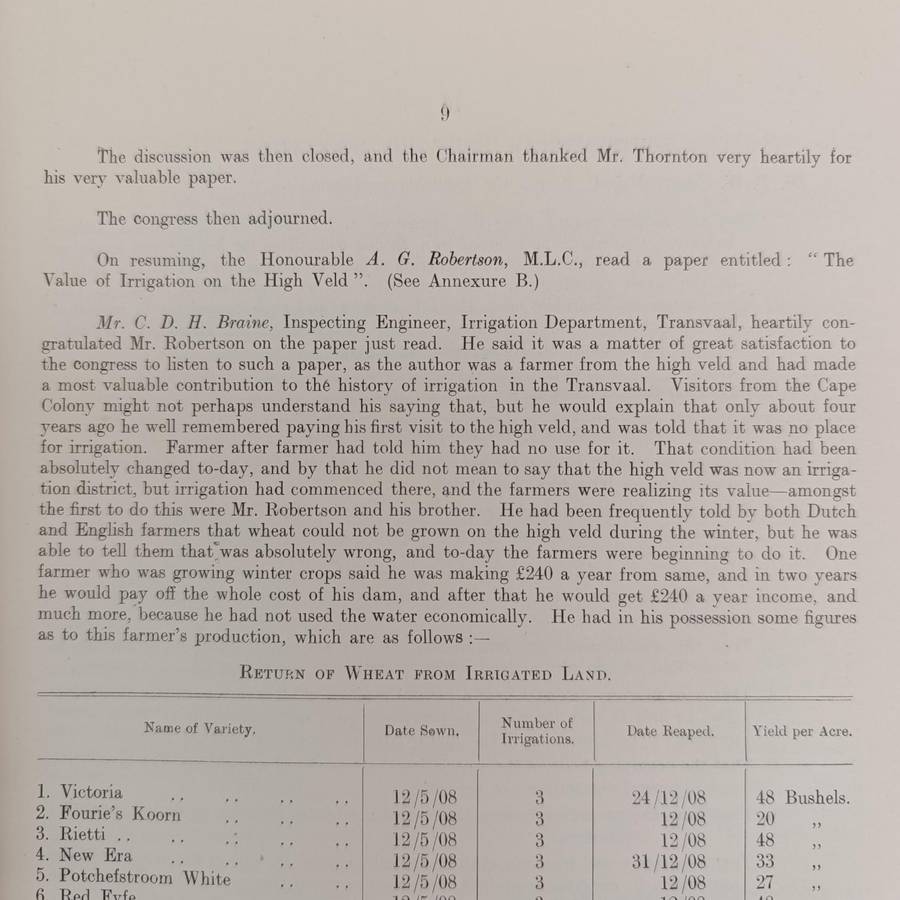 9
The discussion was then closed, and the Chairman thanked Mr. Thornton very heartily for
his very valuable paper.
The congress then adjourned.
On resuming, the Honourable A. G. Robertson, M.L.C., read a paper entitled : “ The
Value of Irrigation on the High Veld ”. (See Annexure B.)
Mr. C. D. H. Braine, Inspecting Engineer, Irrigation Department, Transvaal, heartily con-
gratulated Mr. Robertson on the paper just read. He said it was a matter of great satisfaction to
the congress to listen to such a paper, as the author was a farmer from the high veld and had made
a most valuable contribution to the history of irrigation in the Transvaal. Visitors from the Cape
Colony might not perhaps understand his saying that, but he would explain that only about four
years ago he well remembered paying his first visit to the high veld, and was told that it was no place
for irrigation. Farmer after farmer had told him they had no use for it. That condition had been
absolutely changed to-day, and by that he did not mean to say that the high veld was now an irriga-
tion district, but irrigation had commenced there, and the farmers were realizing its value—amongst
the first to do this were Mr. Robertson and his brother. He had been frequently told by both Dutch
and English farmers that wheat could not be grown on the high veld during the winter, but he was
able to tell them that was absolutely wrong, and to-day the farmers were beginning to do it. One
farmer who was growing winter crops said he was making £240 a year from same, and in two years
he would pay off the whole cost of his dam, and after that he would get £240 a year income, and
much more, because he had not used the water economically. He had in his possession some figures
as to this farmer's production, which are as follows :—
RETURN OF WHEAT FROM IRRIGATED LAND.
Name of Variety. Date Sown. Number of Irrigations. Date Reaped. Yield per Acre.
1. Victoria .. .. .. .. 12/5/08 3 24/12/08 48 Bushels.
2. Fourie's Koorn .. .. .. 12/5/08 3 12/08 20 ,,
3. Rietti .. .. .. .. .. 12/5/08 3 12/08 48 ,,
4. New Era .. .. .. .. 12/5/08 3 31/12/08 33 ,,
5. Potchefstroom White .. .. 12/5/08 3 12/08 27 ,,
6. Red Fyfe